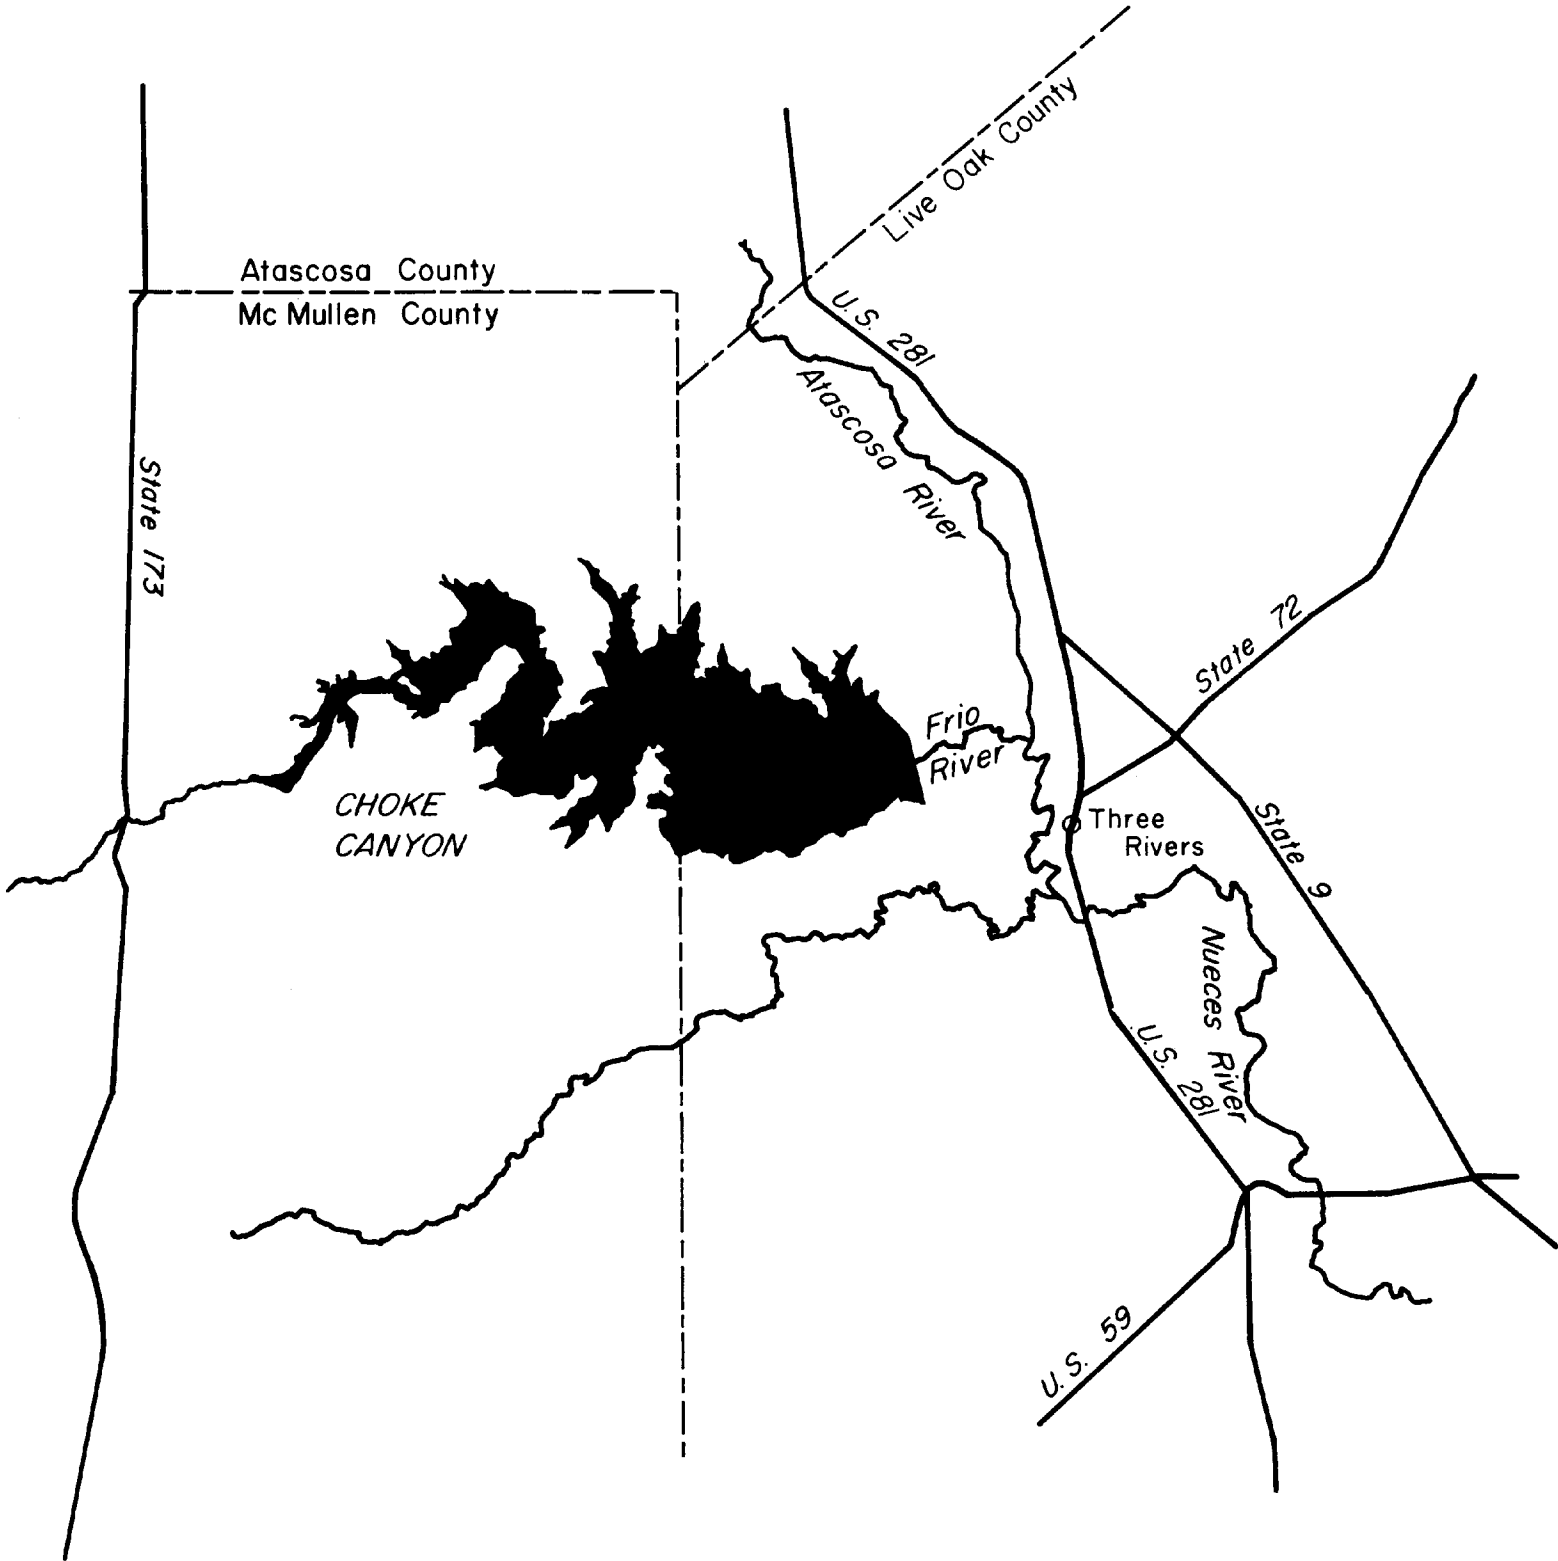 Live Oak County
Atascosa County
Mc Mullen County
U.S. 281
Atascosa River
State 173
State 72
Frio
River
CHOKE
CANYON
Three
Rivers
State 9
Nueces River
U.S. 281
U.S. 59